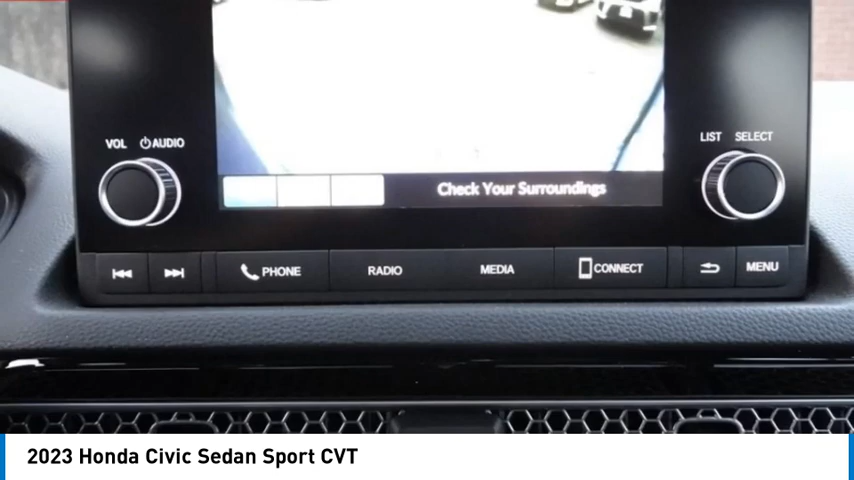 VOL AUDIO
LIST SELECT
Check Your Surroundings
PHONE RADIO MEDIA CONNECT MENU
2023 Honda Civic Sedan Sport CVT